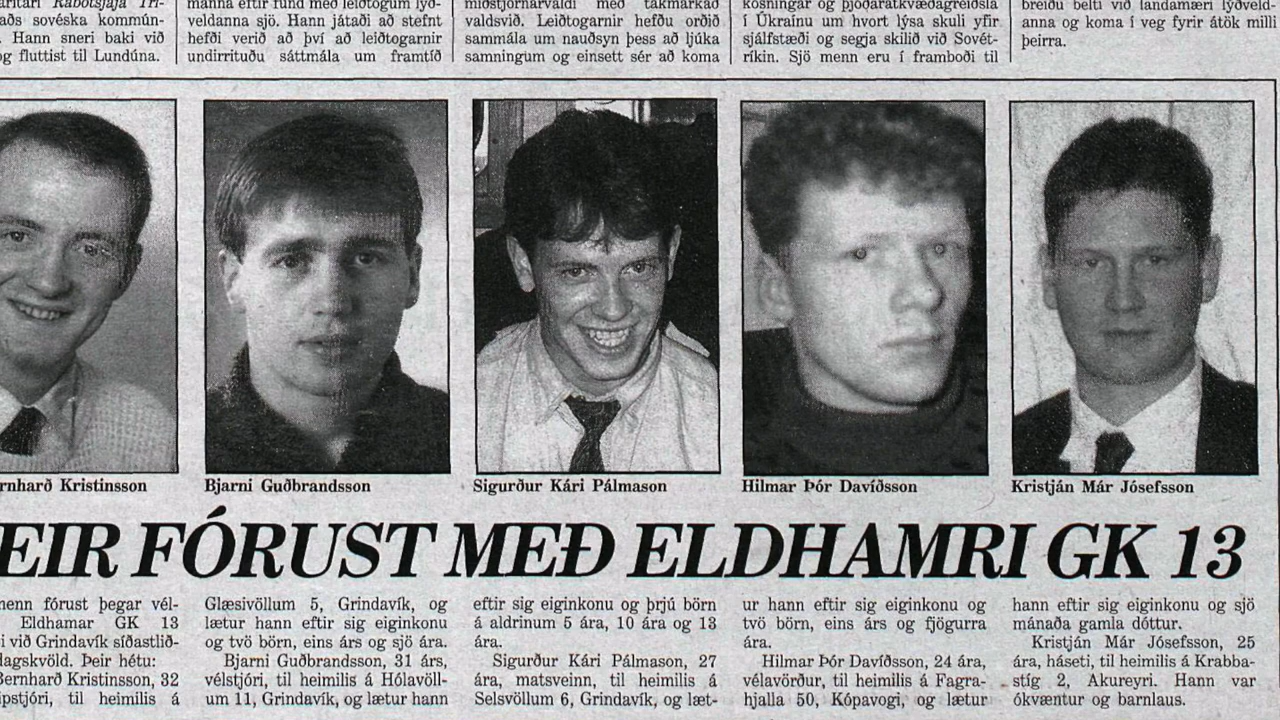 ritari Rabotsjaja Tri-
aðs sovéska kommún-
Hann sneri baki við
og fluttist til Lundúna.
manna eftir fund með leiðtogum lýð-
veldanna sjö. Hann játaði að stefnt
hefði verið að því að leiðtogarnir
undirrituðu sáttmála um framtíð
miðstjórnarvaldi með takmarkað
valdsvið. Leiðtogarnir hefðu orðið
sammála um nauðsyn þess að ljúka
samningum og einsett sér að koma
kosningar og þjóðaratkvæðagreiðsla
í Úkraínu um hvort lýsa skuli yfir
sjálfstæði og segja skilið við Sovét-
ríkin. Sjö menn eru í framboði til
breiðu belti við landamæri lýðveld-
anna og koma í veg fyrir átök milli
þeirra.
rnharð Kristinsson
Bjarni Guðbrandsson
Sigurður Kári Pálmason
Hilmar Þór Davíðsson
Kristján Már Jósefsson
EIR FÓRUST MEÐ ELDHAMRI GK 13
menn fórust þegar vél-
Eldhamar GK 13
i við Grindavík síðastlið-
dagskvöld. Þeir hétu:
Bernharð Kristinsson, 32
ipstjóri, til heimilis á
Glæsivöllum 5, Grindavík, og
lætur hann eftir sig eiginkonu
og tvö börn, eins árs og sjö ára.
Bjarni Guðbrandsson, 31 árs,
vélstjóri, til heimilis á Hólavöll-
um 11, Grindavík, og lætur hann
eftir sig eiginkonu og þrjú börn
á aldrinum 5 ára, 10 ára og 13
ára.
Sigurður Kári Pálmason, 27
ára, matsveinn, til heimilis á
Selsvöllum 6, Grindavík, og læt-
ur hann eftir sig eiginkonu og
tvö börn, eins árs og fjögurra
ára.
Hilmar Þór Davíðsson, 24 ára,
vélavörður, til heimilis á Fagra-
hjalla 50, Kópavogi, og lætur
hann eftir sig eiginkonu og sjö
mánaða gamla dóttur.
Kristján Már Jósefsson, 25
ára, háseti, til heimilis á Krabba-
stíg 2, Akureyri. Hann var
ókvæntur og barnlaus.